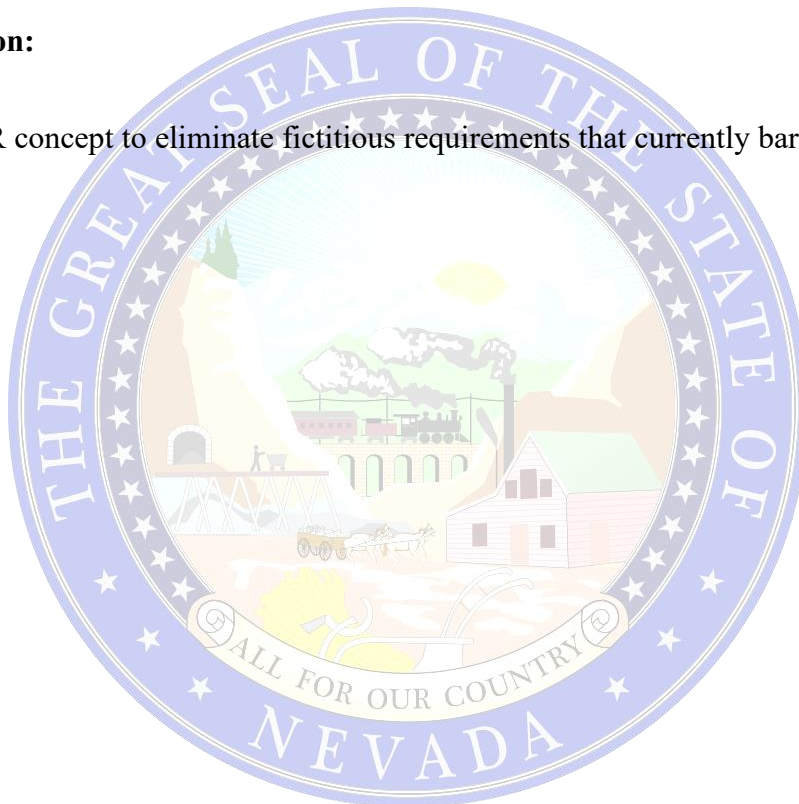 on:
R concept to eliminate fictitious requirements that currently bar
THE GREAT SEAL OF THE STATE OF
NEVADA
ALL FOR OUR COUNTRY